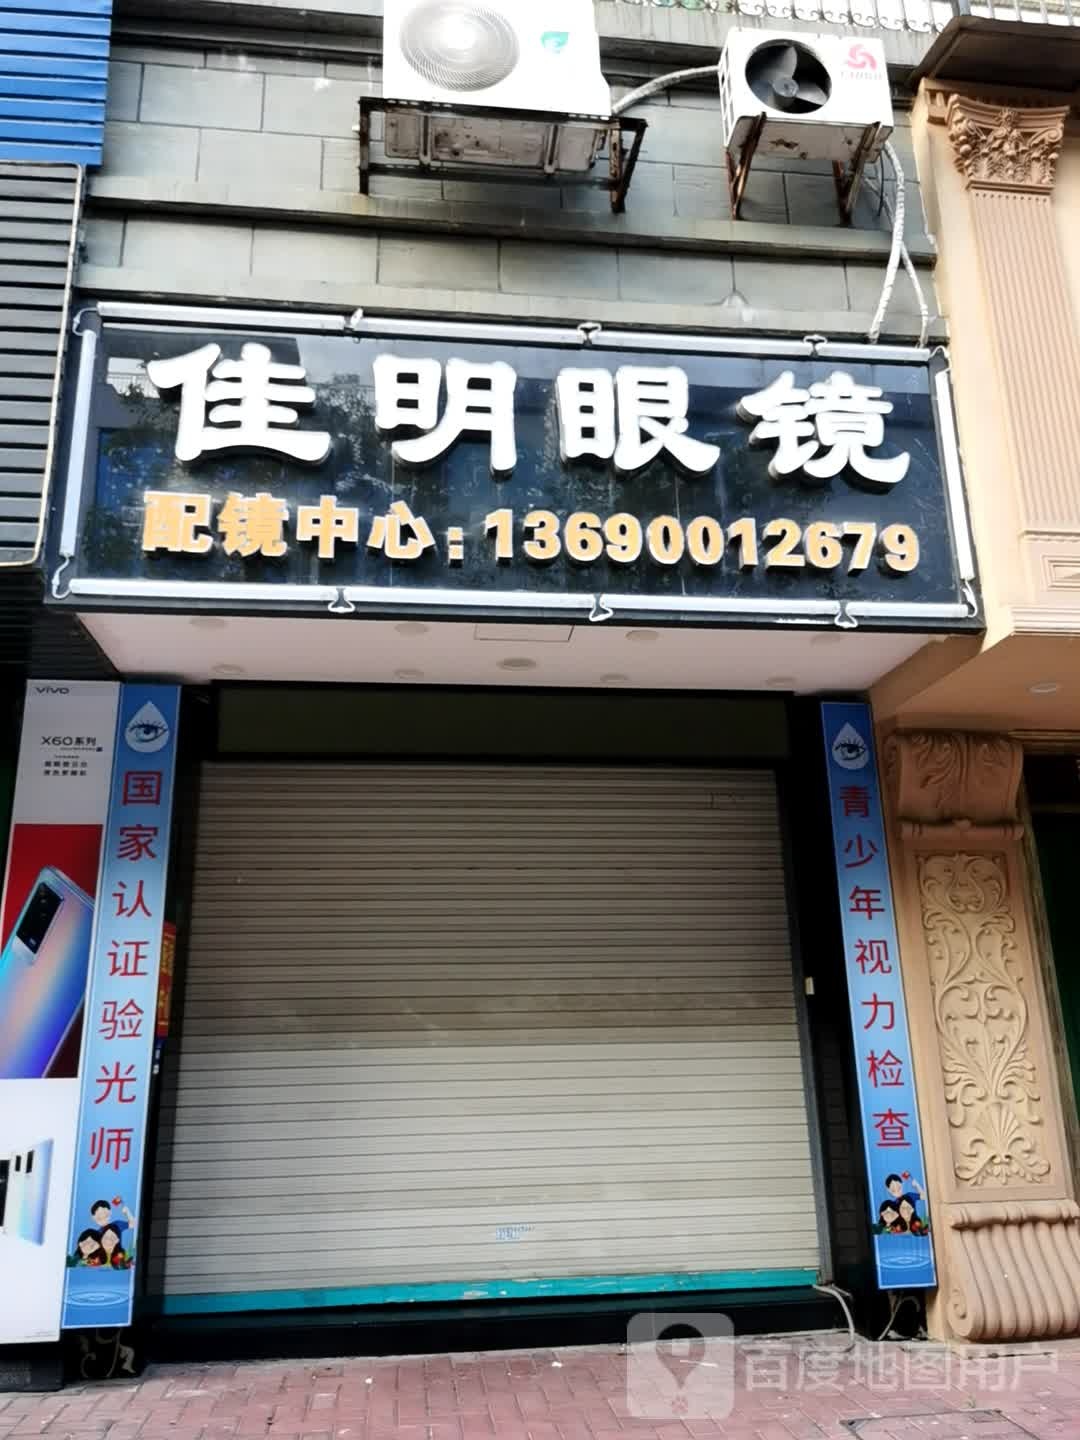 佳明眼镜
配镜中心:13690012679
vivo
X60系列
国家认证验光师
青少年视力检查
百度地图用户